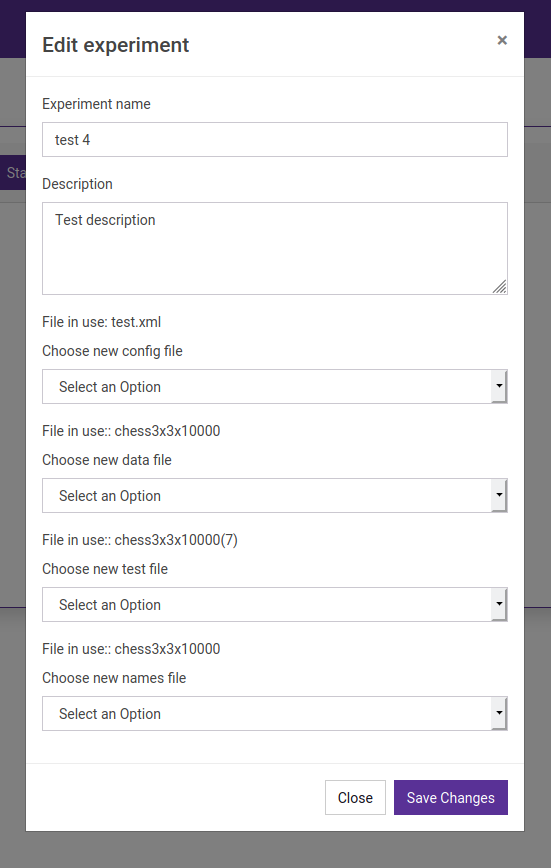 Edit experiment ×
Experiment name
test 4
Sta
Description
Test description
File in use: test.xml
Choose new config file
Select an Option
File in use:: chess3x3x10000
Choose new data file
Select an Option
File in use:: chess3x3x10000(7)
Choose new test file
Select an Option
File in use:: chess3x3x10000
Choose new names file
Select an Option
Close Save Changes